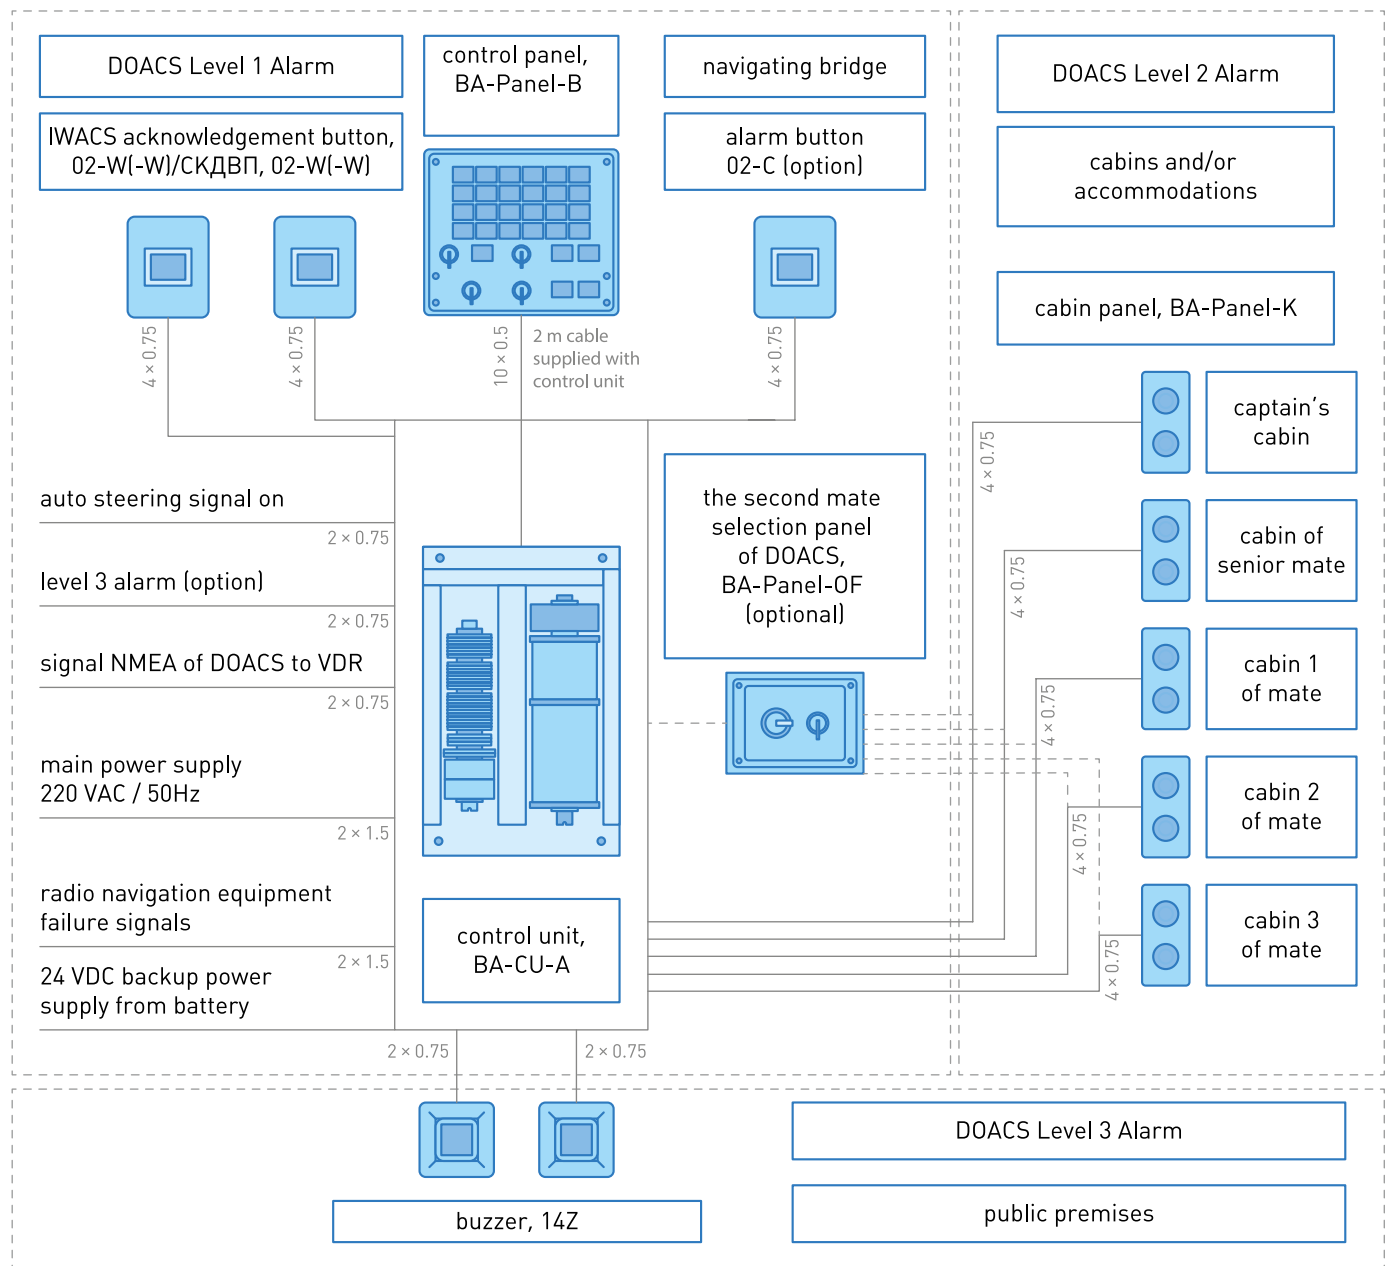 DOACS Level 1 Alarm
IWACS acknowledgement button,
02-W(-W)/СКДВП, 02-W(-W)
control panel,
BA-Panel-B
navigating bridge
alarm button
02-C (option)
DOACS Level 2 Alarm
cabins and/or
accommodations
cabin panel, BA-Panel-K
4 × 0.75
4 × 0.75
10 × 0.5
2 m cable
supplied with
control unit
4 × 0.75
captain's
cabin
4 × 0.75
cabin of
senior mate
4 × 0.75
cabin 1
of mate
4 × 0.75
cabin 2
of mate
4 × 0.75
cabin 3
of mate
4 × 0.75
the second mate
selection panel
of DOACS,
BA-Panel-OF
(optional)
auto steering signal on
2 × 0.75
level 3 alarm (option)
2 × 0.75
signal NMEA of DOACS to VDR
2 × 0.75
main power supply
220 VAC / 50Hz
2 × 1.5
radio navigation equipment
failure signals
2 × 1.5
24 VDC backup power
supply from battery
control unit,
BA-CU-A
2 × 0.75
2 × 0.75
buzzer, 14Z
DOACS Level 3 Alarm
public premises